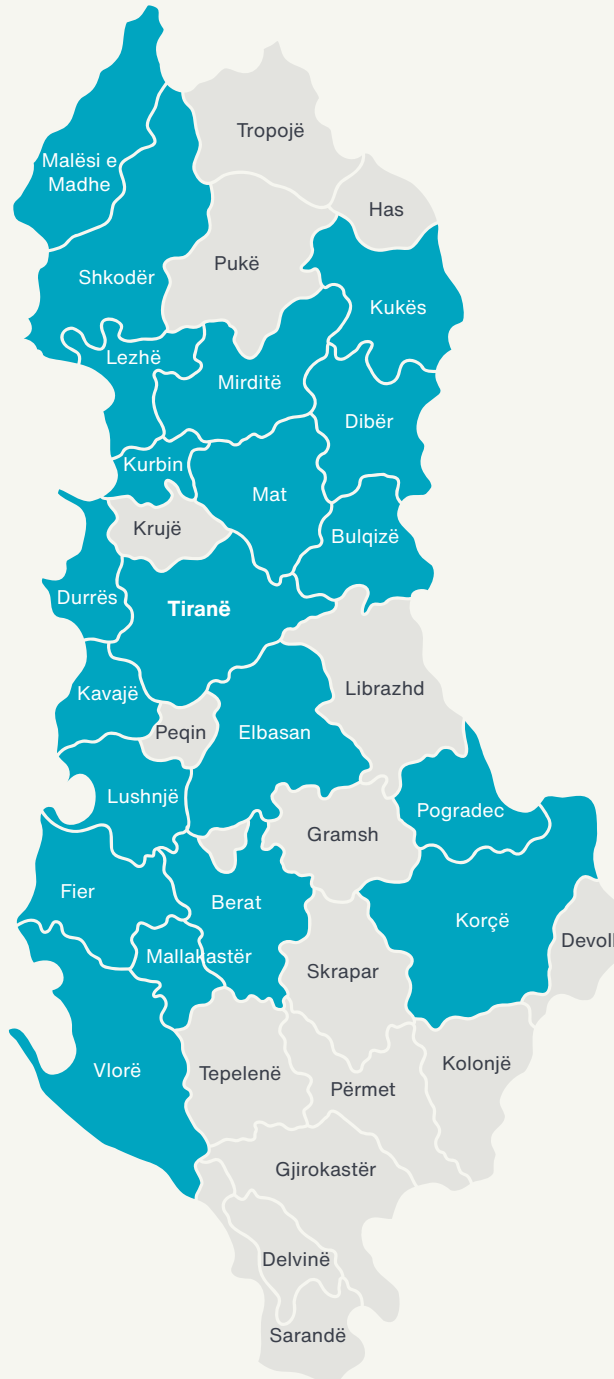 Tropojë
Malësi e
Madhe
Has
Pukë
Shkodër
Kukës
Lezhë
Mirditë
Dibër
Kurbin
Mat
Krujë
Bulqizë
Durrës
Tiranë
Librazhd
Kavajë
Peqin
Elbasan
Lushnjë
Pogradec
Gramsh
Fier
Berat
Korçë
Devoll
Mallakastër
Skrapar
Vlorë
Tepelenë
Përmet
Kolonjë
Gjirokastër
Delvinë
Sarandë